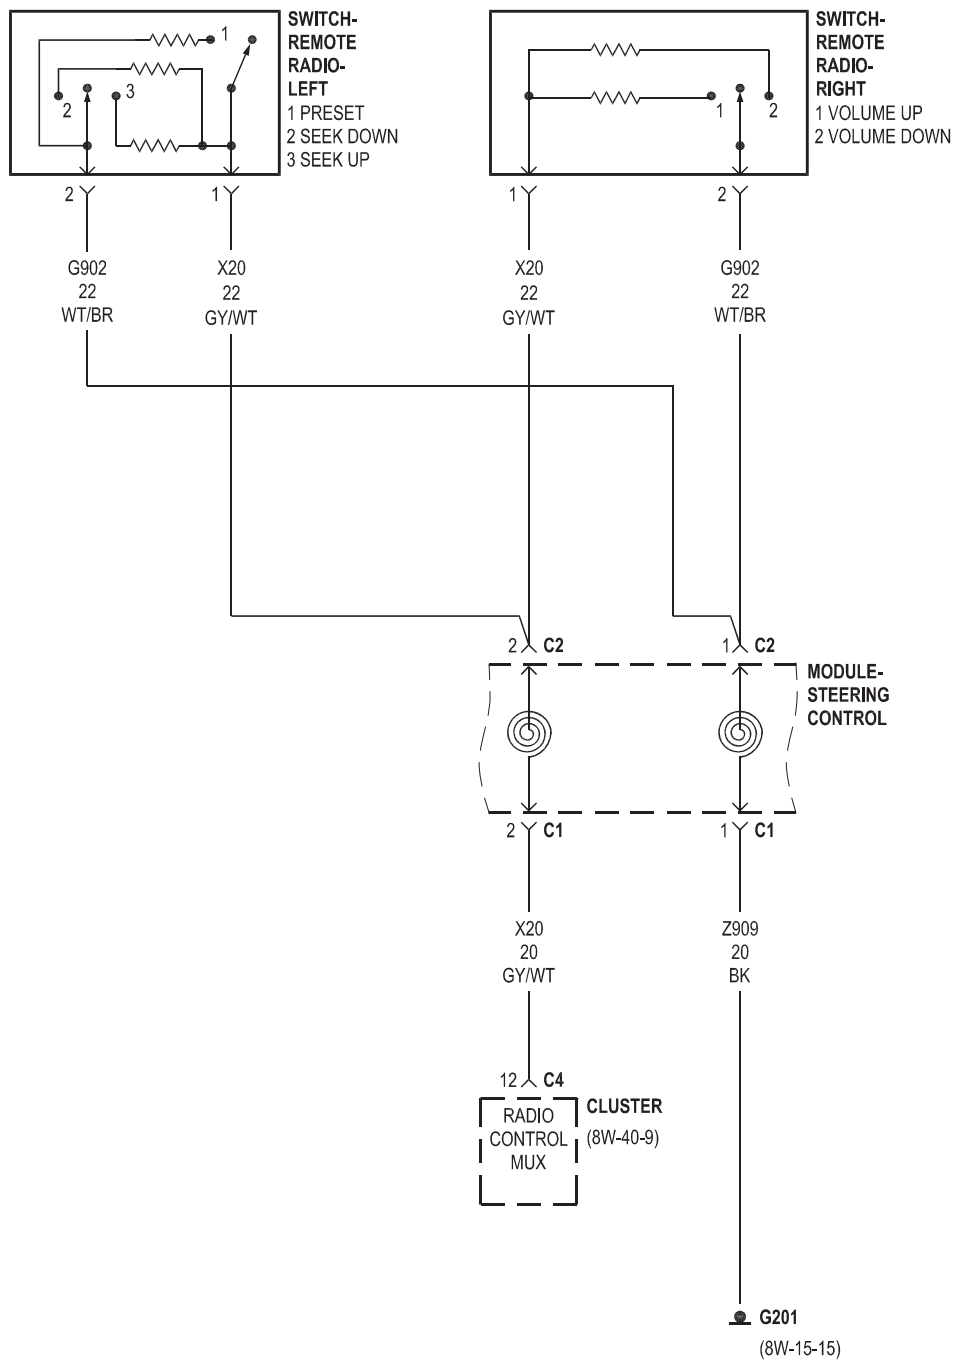 SWITCH-
REMOTE
RADIO-
LEFT
1 PRESET
2 SEEK DOWN
3 SEEK UP
1
2
3
SWITCH-
REMOTE
RADIO-
RIGHT
1 VOLUME UP
2 VOLUME DOWN
1
2
2
1
1
2
G902
22
WT/BR
X20
22
GY/WT
X20
22
GY/WT
G902
22
WT/BR
2 C2
1 C2
MODULE-
STEERING
CONTROL
2 C1
1 C1
X20
20
GY/WT
Z909
20
BK
12 C4
RADIO
CONTROL
MUX
CLUSTER
(8W-40-9)
G201
(8W-15-15)